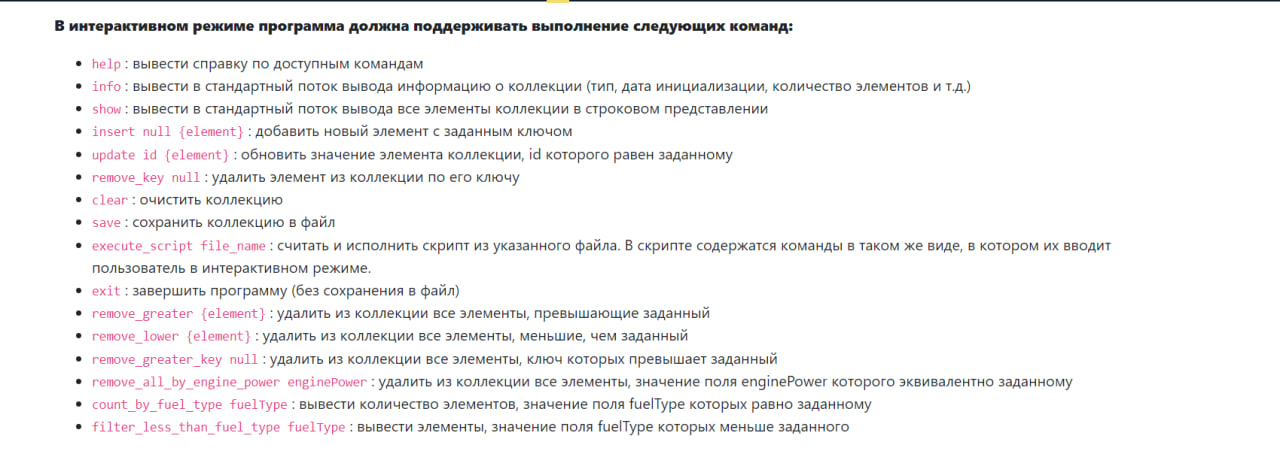 В интерактивном режиме программа должна поддерживать выполнение следующих команд:
help : вывести справку по доступным командам
info : вывести в стандартный поток вывода информацию о коллекции (тип, дата инициализации, количество элементов и т.д.)
show : вывести в стандартный поток вывода все элементы коллекции в строковом представлении
insert null {element} : добавить новый элемент с заданным ключом
update id {element} : обновить значение элемента коллекции, id которого равен заданному
remove_key null : удалить элемент из коллекции по его ключу
clear : очистить коллекцию
save : сохранить коллекцию в файл
execute_script file_name : считать и исполнить скрипт из указанного файла. В скрипте содержатся команды в таком же виде, в котором их вводит
пользователь в интерактивном режиме.
exit : завершить программу (без сохранения в файл)
remove_greater {element} : удалить из коллекции все элементы, превышающие заданный
remove_lower {element} : удалить из коллекции все элементы, меньшие, чем заданный
remove_greater_key null : удалить из коллекции все элементы, ключ которых превышает заданный
remove_all_by_engine_power enginePower : удалить из коллекции все элементы, значение поля enginePower которого эквивалентно заданному
count_by_fuel_type fuelType : вывести количество элементов, значение поля fuelType которых равно заданному
filter_less_than_fuel_type fuelType : вывести элементы, значение поля fuelType которых меньше заданного